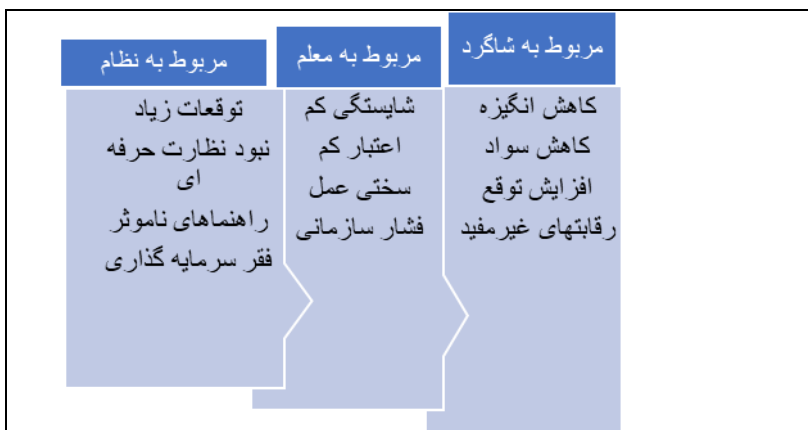 مربوط به شاگرد
کاهش انگیزه
کاهش سواد
افزایش توقع
رقابتهای غیرمفید
مربوط به معلم
شایستگی کم
اعتبار کم
سختی عمل
فشار سازمانی
مربوط به نظام
توقعات زیاد
نبود نظارت حرفه
ای
راهنماهای ناموثر
فقر سرمایه گذاری